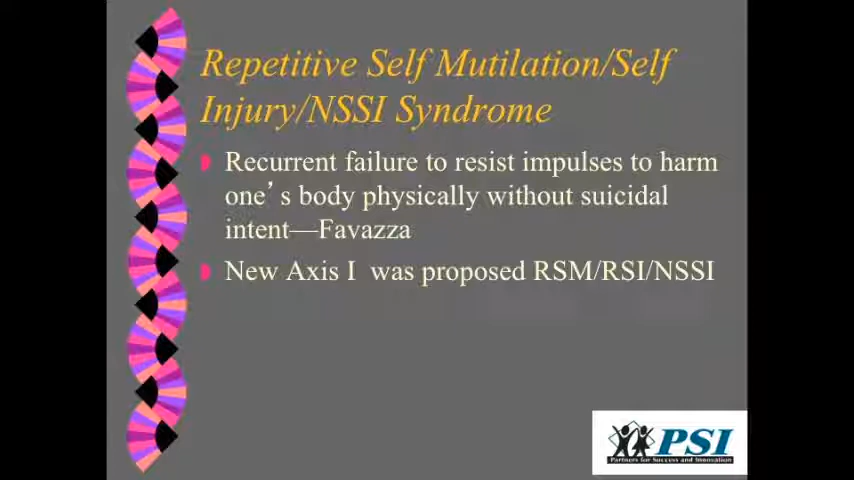 Repetitive Self Mutilation/Self
Injury/NSSI Syndrome
Recurrent failure to resist impulses to harm
one’s body physically without suicidal
intent—Favazza
New Axis I was proposed RSM/RSI/NSSI
PSI
Partners for Success and Innovation